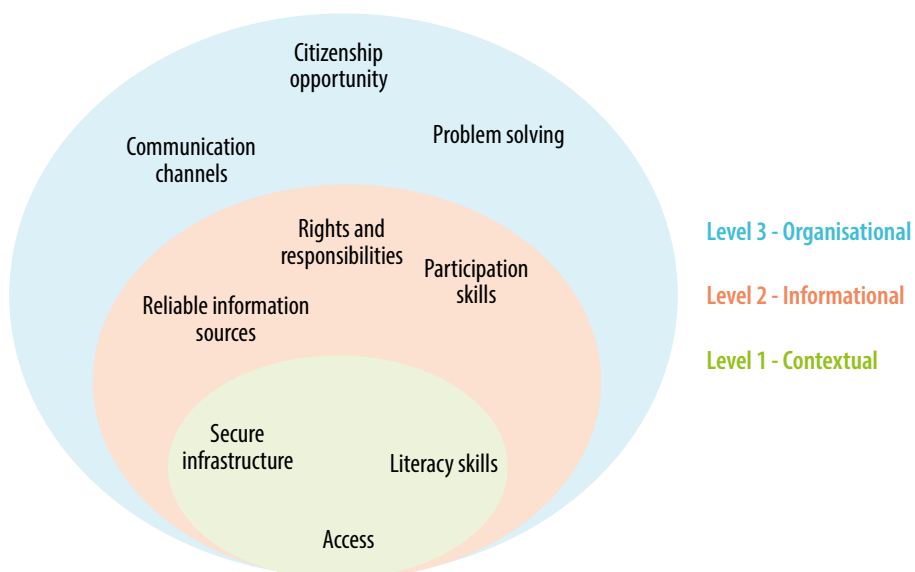 Citizenship
opportunity
Problem solving
Communication
channels
Rights and
responsibilities
Participation
skills
Reliable information
sources
Secure
infrastructure
Literacy skills
Access
Level 3 - Organisational
Level 2 - Informational
Level 1 - Contextual